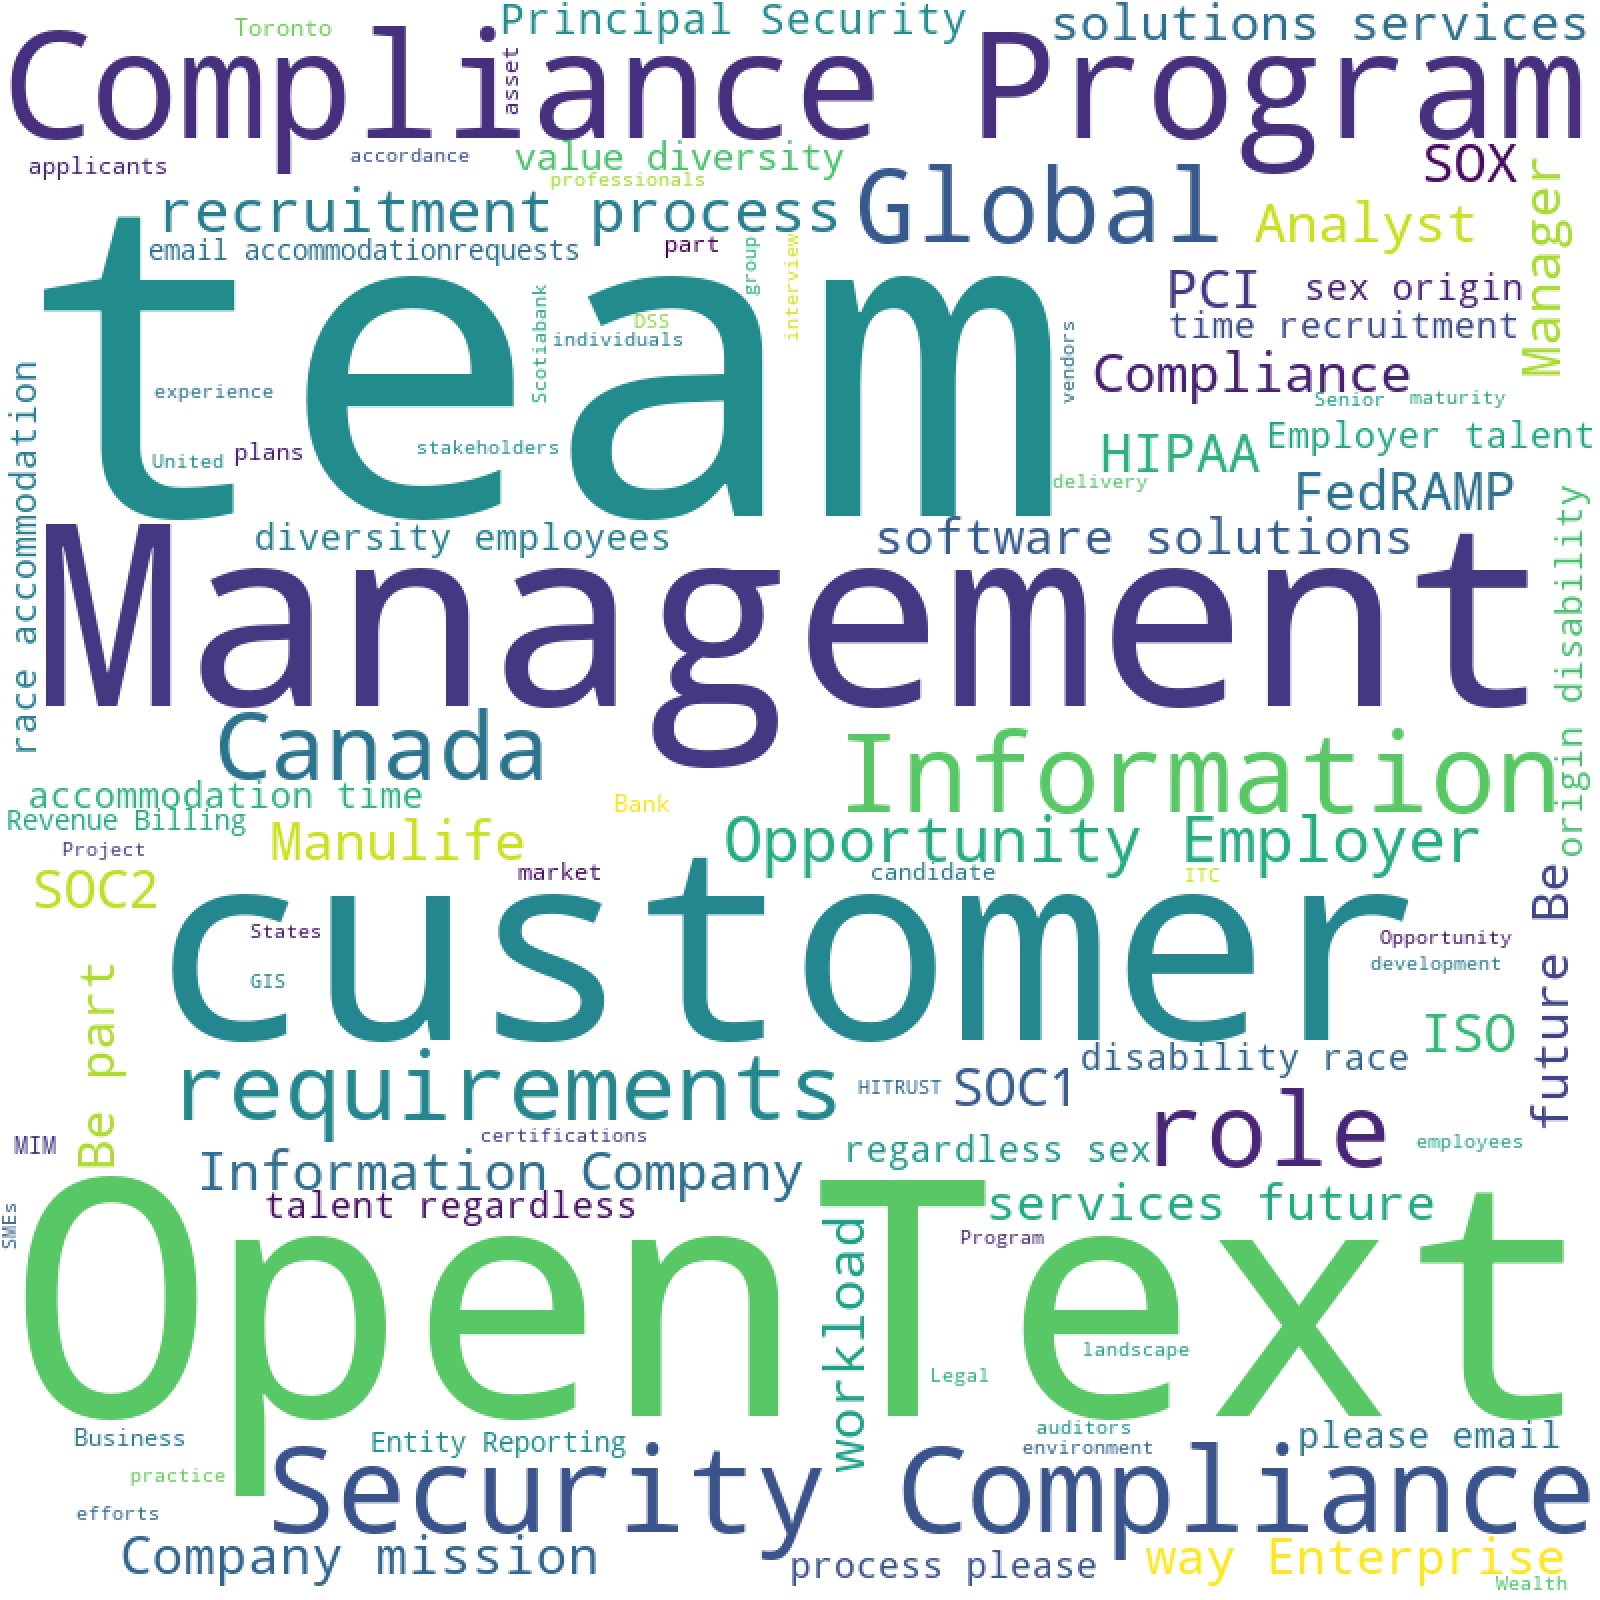 Toronto
Principal Security
solutions services
Compliance Program
asset
applicants
accordance
value diversity
professionals
SOX
Manager
recruitment process
Global
Analyst
email accommodationrequests
part
group
interview
team
PCI
sex origin
time recruitment
Scotiabank
DSS
individuals
vendors
Compliance
experience
Senior
maturity
race accommodation
United
plans
stakeholders
HIPAA
Employer talent
delivery
FedRAMP
diversity employees
software solutions
origin disability
Management
Canada
Information
accommodation time
Bank
Revenue Billing
Manulife
Opportunity Employer
Project
market
candidate
ITC
SOC2
customer
future Be
States
Opportunity
GIS
development
Be part
ISO
requirements
HITRUST
SOC1
disability race
MIM
certifications
regardless sex
role
employees
Information Company
talent regardless
services future
SMEs
OpenText
workload
Program
landscape
Legal
Business
Entity Reporting
auditors
environment
please email
practice
Security Compliance
efforts
Company mission
process please
way Enterprise
Wealth